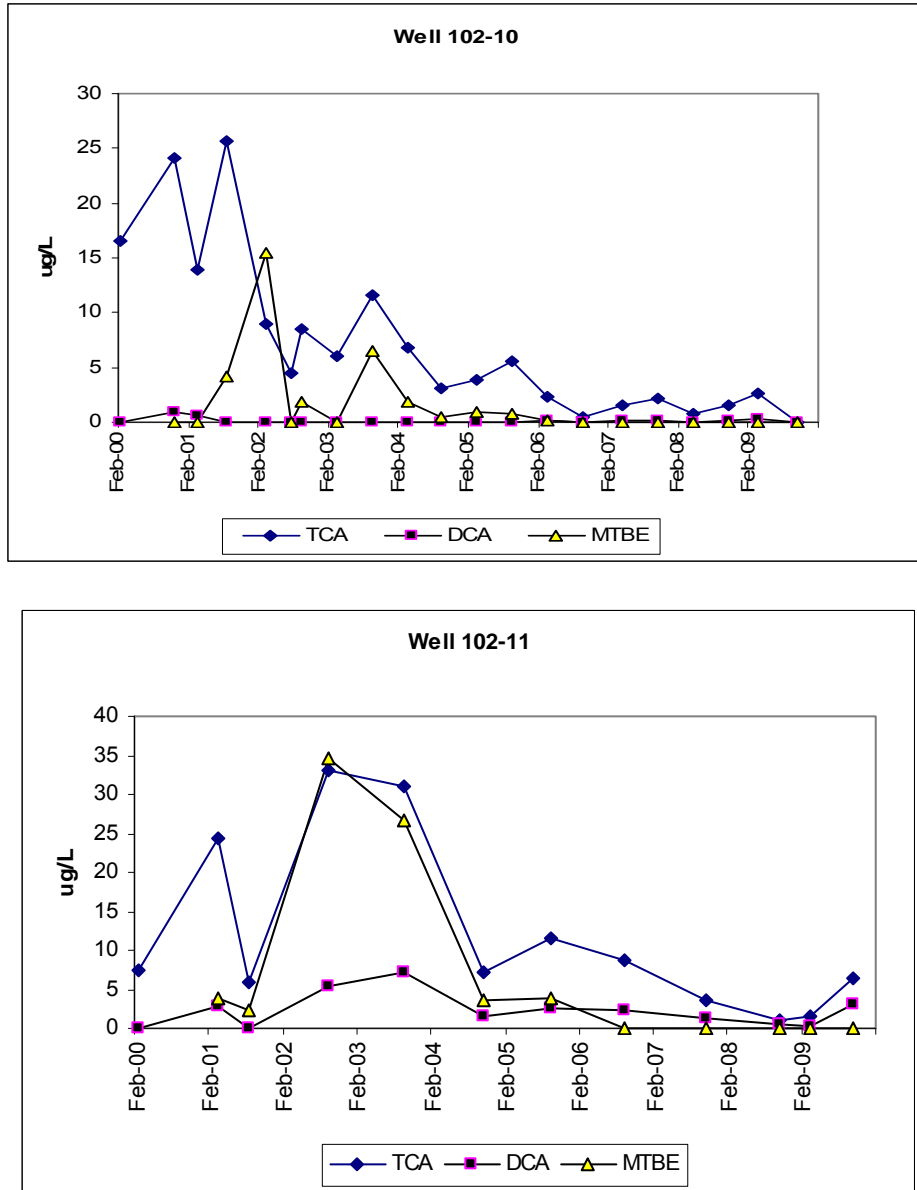 Well 102-10
30
25
20
15
10
5
0
ug/L
Feb-00
Feb-01
Feb-02
Feb-03
Feb-04
Feb-05
Feb-06
Feb-07
Feb-08
Feb-09
TCA DCA MTBE
Well 102-11
40
35
30
25
20
15
10
5
0
ug/L
Feb-00
Feb-01
Feb-02
Feb-03
Feb-04
Feb-05
Feb-06
Feb-07
Feb-08
Feb-09
TCA DCA MTBE